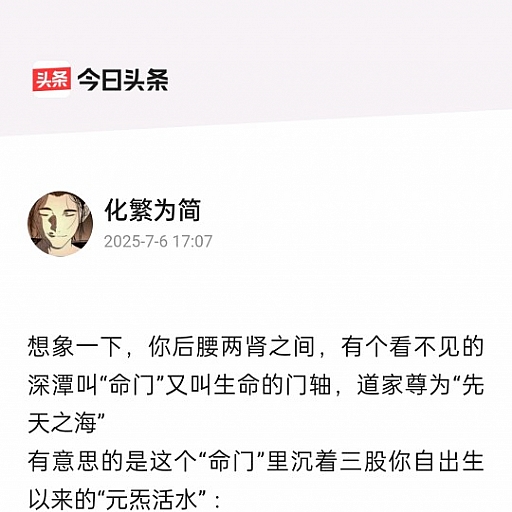 头条 今日头条
化繁为简
2025-7-6 17:07
想象一下，你后腰两肾之间，有个看不见的
深潭叫“命门”又叫生命的门轴，道家尊为“先
天之海”
有意思的是这个“命门”里沉着三股你自出生
以来的“元炁活水”：